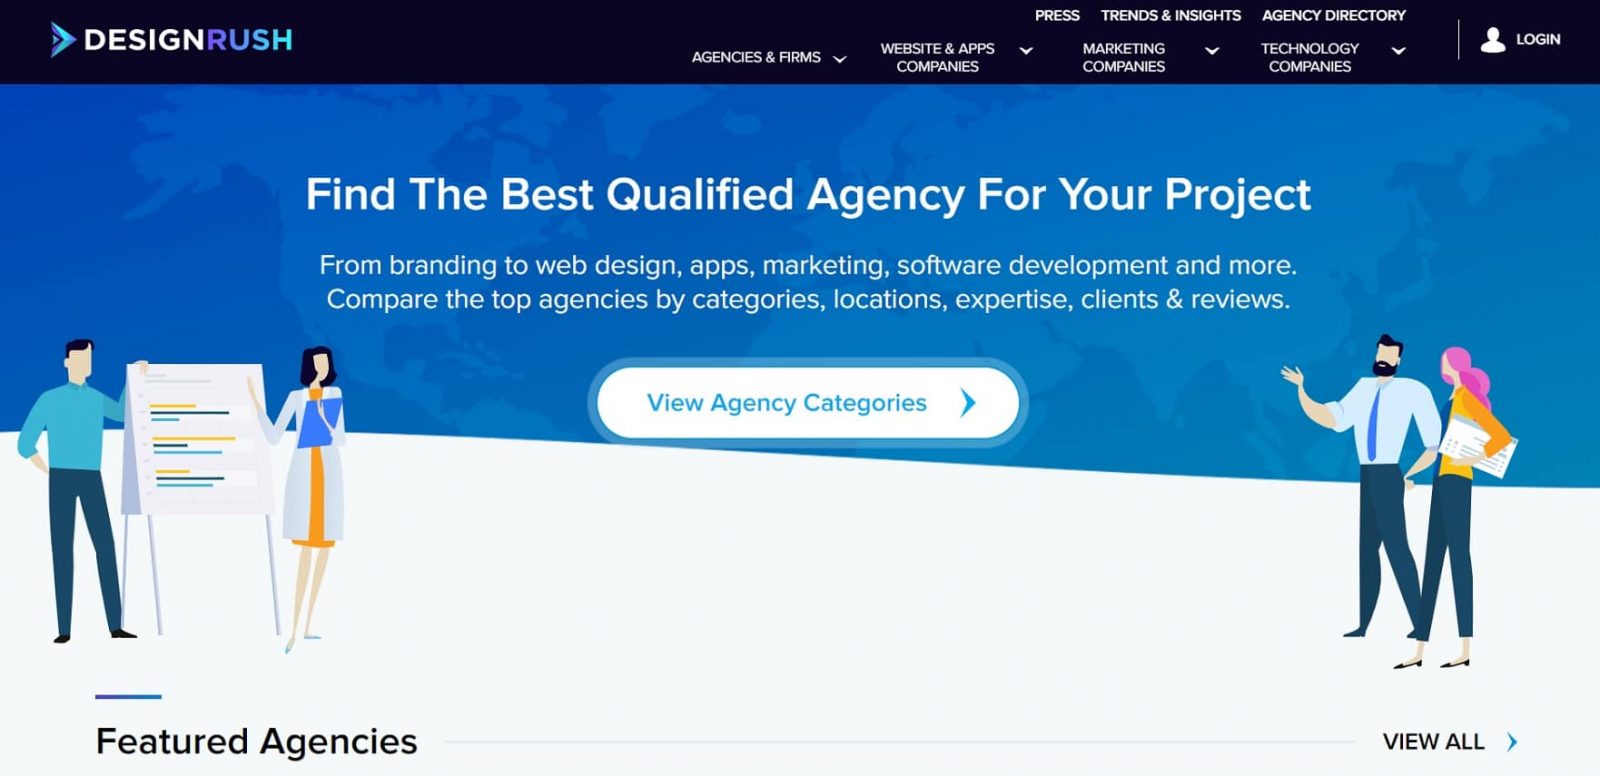 DESIGNRUSH
PRESS TRENDS & INSIGHTS AGENCY DIRECTORY
AGENCIES & FIRMS
WEBSITE & APPS
COMPANIES
MARKETING
COMPANIES
TECHNOLOGY
COMPANIES
LOGIN
Find The Best Qualified Agency For Your Project
From branding to web design, apps, marketing, software development and more.
Compare the top agencies by categories, locations, expertise, clients & reviews.
View Agency Categories
Featured Agencies
VIEW ALL